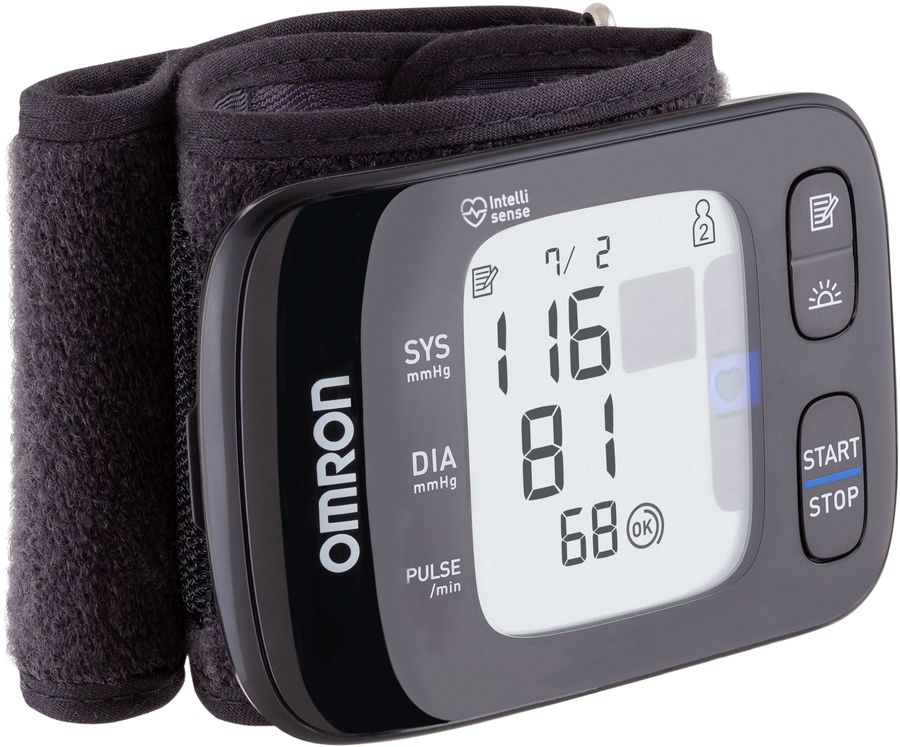 Intelli
sense
2
7/ 2
SYS
mmHg
116
DIA
mmHg
81
PULSE
/min
68 OK
OMRON
START
STOP